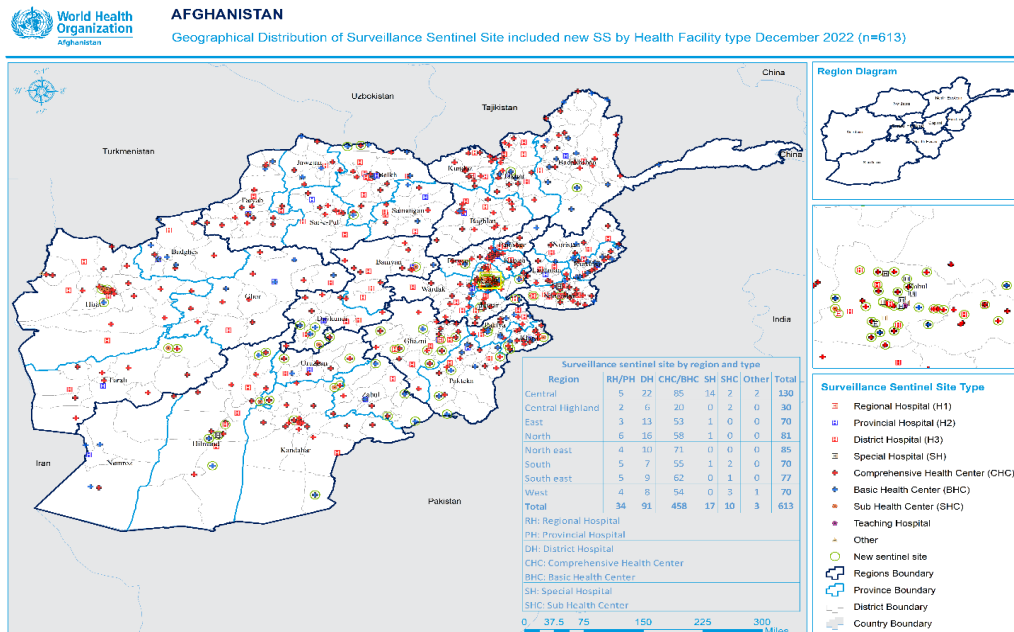 World Health
Organization
Afghanistan
AFGHANISTAN
Geographical Distribution of Surveillance Sentinel Site included new SS by Health Facility type December 2022 (n=613)
China
Uzbekistan
Tajikistan
Turkmenistan
China
Jawzjan
Balkh
Kunduz
Badakhshan
Faryab
Sar-e-Pul
Samangan
Baghlan
Badghis
Bamyan
Nuristan
Hirat
Ghor
Wardak
Daykundi
Ghazni
India
Uruzgan
Paktika
Farah
Zabul
Hilmand
Kandahar
Iran
Nimroz
Pakistan
Surveillance sentinel site by region and type
Region RH/PH DH CHC/BHC SH SHC Other Total
Central 5 22 85 14 2 2 130
Central Highland 2 6 20 0 2 0 30
East 3 13 53 1 0 0 70
North 6 16 58 1 0 0 81
North east 4 10 71 0 0 0 85
South 5 7 55 1 2 0 70
South east 5 9 62 0 1 0 77
West 4 8 54 0 3 1 70
Total 34 91 458 17 10 3 613
RH: Regional Hospital
PH: Provincial Hospital
DH: District Hospital
CHC: Comprehensive Health Center
BHC: Basic Health Center
SH: Special Hospital
SHC: Sub Health Center
0 37.5 75 150 225 300
Miles
Region Diagram
Kabul
Surveillance Sentinel Site Type
Regional Hospital (H1)
Provincial Hospital (H2)
District Hospital (H3)
Special Hospital (SH)
Comprehensive Health Center (CHC)
Basic Health Center (BHC)
Sub Health Center (SHC)
Teaching Hospital
Other
New sentinel site
Regions Boundary
Province Boundary
District Boundary
Country Boundary